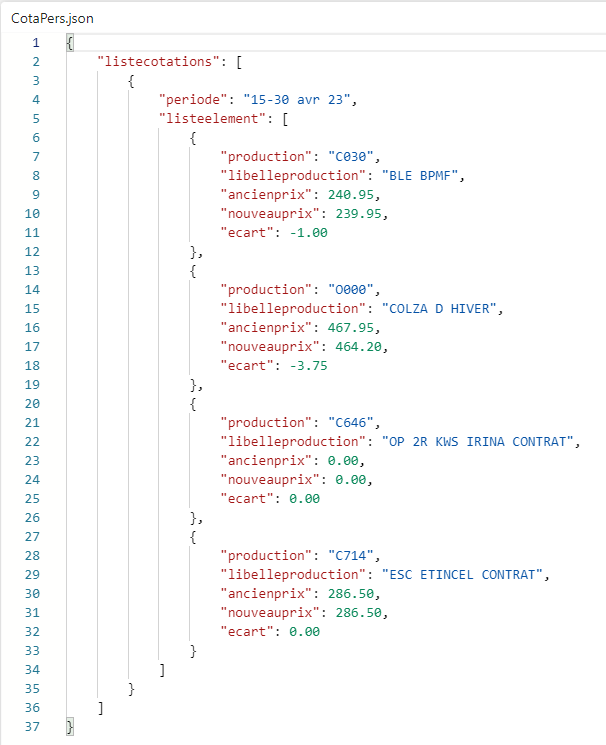 CotaPers.json
1 {
2 "listecotations": [
3 {
4 "periode": "15-30 avr 23",
5 "listeelement": [
6 {
7 "production": "C030",
8 "libelleproduction": "BLE BPMF",
9 "ancienprix": 240.95,
10 "nouveauprix": 239.95,
11 "ecart": -1.00
12 },
13 {
14 "production": "O000",
15 "libelleproduction": "COLZA D HIVER",
16 "ancienprix": 467.95,
17 "nouveauprix": 464.20,
18 "ecart": -3.75
19 },
20 {
21 "production": "C646",
22 "libelleproduction": "OP 2R KWS IRINA CONTRAT",
23 "ancienprix": 0.00,
24 "nouveauprix": 0.00,
25 "ecart": 0.00
26 },
27 {
28 "production": "C714",
29 "libelleproduction": "ESC ETINCEL CONTRAT",
30 "ancienprix": 286.50,
31 "nouveauprix": 286.50,
32 "ecart": 0.00
33 }
34 ]
35 }
36 ]
37 }